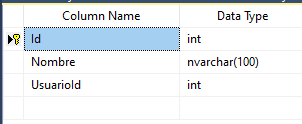 Column Name Data Type
Id int
Nombre nvarchar(100)
UsuarioId int